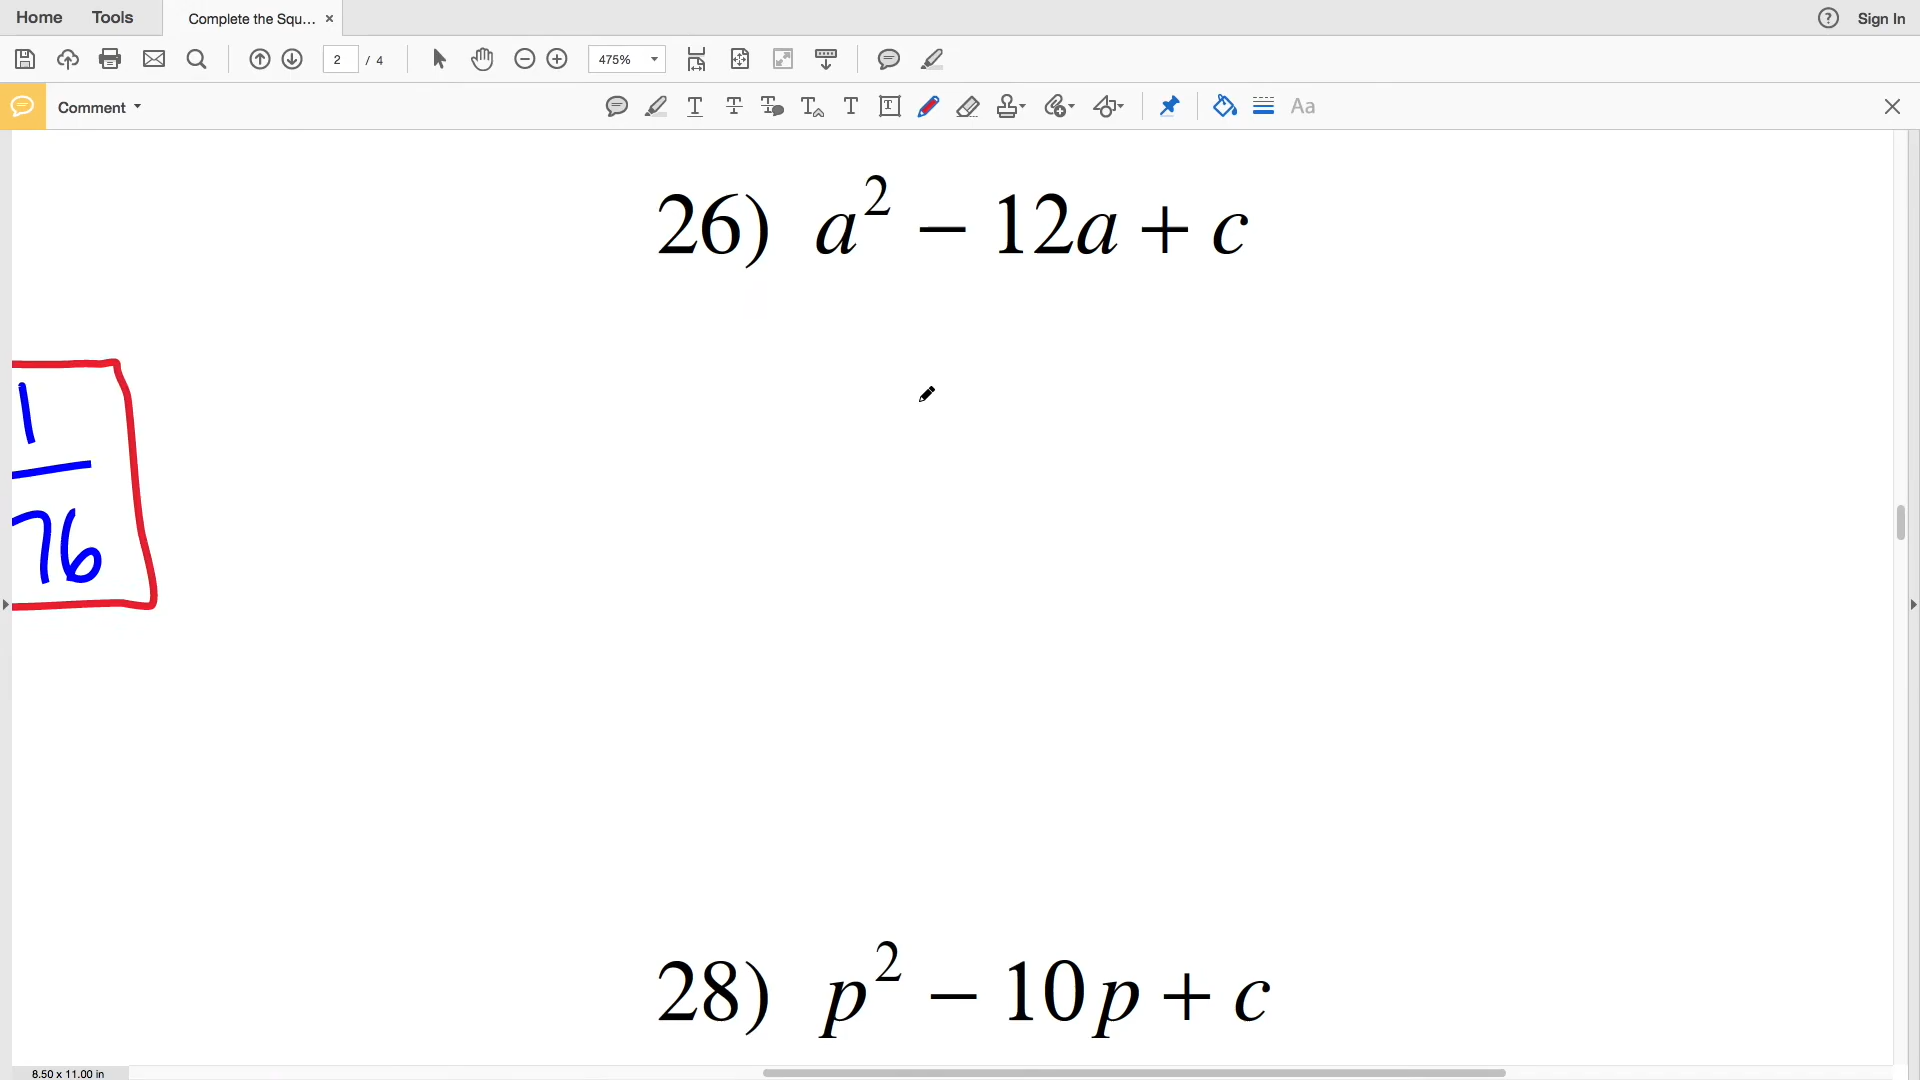 Home Tools Complete the Squ... × ? Sign In
2 / 4 475%
Comment T T T T T T Aa
26) a² − 12a + c
1
76
28) p² − 10p + c
8.50 x 11.00 in